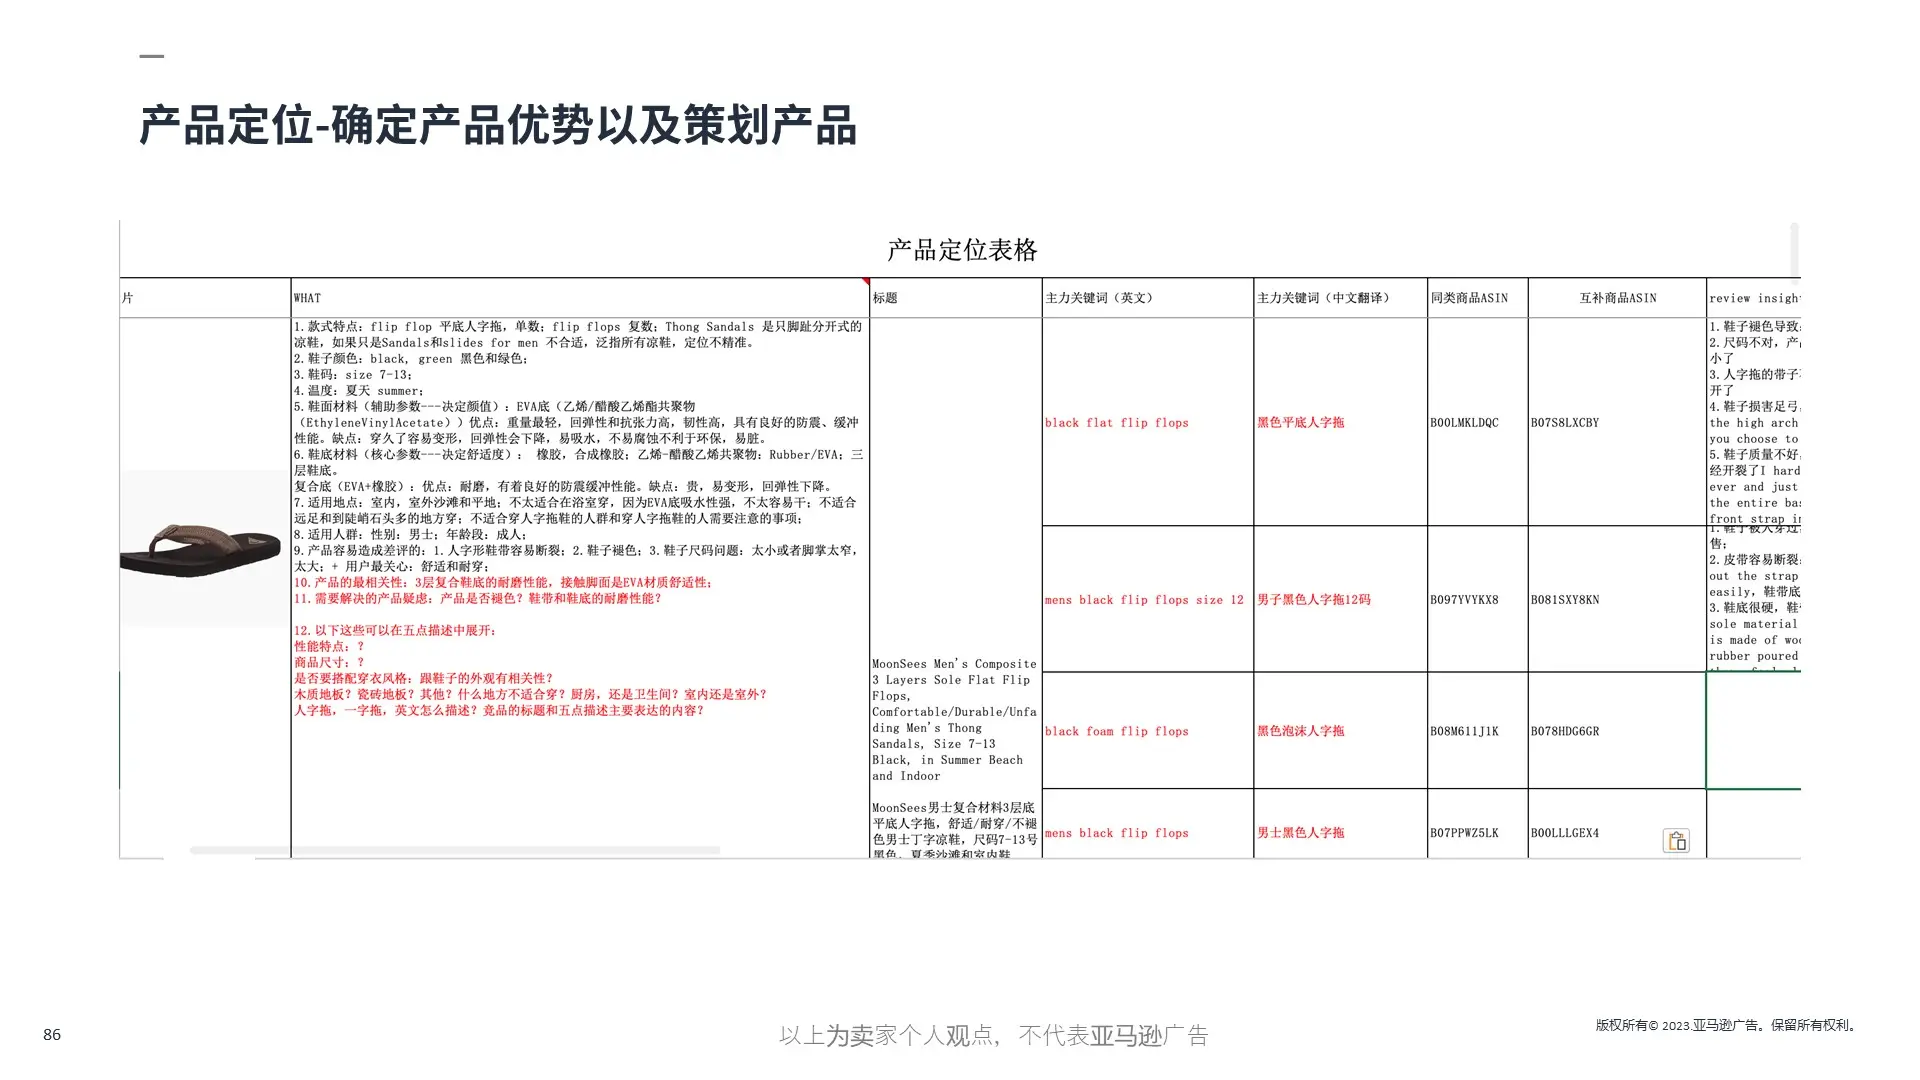 产品定位-确定产品优势以及策划产品
产品定位表格
片
WHAT
标题
主力关键词（英文）
主力关键词（中文翻译）
同类商品ASIN
互补商品ASIN
review insigh
1.款式特点：flip flop 平底人字拖，单数；flip flops 复数；Thong Sandals 是只脚趾分开式的
凉鞋，如果只是Sandals和slides for men 不合适，泛指所有凉鞋，定位不精准。
2.鞋子颜色：black, green 黑色和绿色；
3.鞋码：size 7-13；
4.温度：夏天 summer；
5.鞋面材料（辅助参数---决定颜值）：EVA底（乙烯/醋酸乙烯酯共聚物
（EthyleneVinylAcetate））优点：重量最轻，回弹性和抗张力高，韧性高，具有良好的防震、缓冲
性能。缺点：穿久了容易变形，回弹性会下降，易吸水，不易腐蚀不利于环保，易脏。
6.鞋底材料（核心参数---决定舒适度）： 橡胶，合成橡胶；乙烯-醋酸乙烯共聚物：Rubber/EVA；三
层鞋底。
复合底（EVA+橡胶）：优点：耐磨，有着良好的防震缓冲性能。缺点：贵，易变形，回弹性下降。
7.适用地点：室内，室外沙滩和平地；不太适合在浴室穿，因为EVA底吸水性强，不太容易干；不适合
远足和到陡峭石头多的地方穿；不适合穿人字拖鞋的人群和穿人字拖鞋的人需要注意的事项；
8.适用人群：性别：男士；年龄段：成人；
9.产品容易造成差评的：1.人字形鞋带容易断裂；2.鞋子褪色；3.鞋子尺码问题：太小或者脚掌太窄，
太大；+ 用户最关心：舒适和耐穿；
10.产品的最相关性：3层复合鞋底的耐磨性能，接触脚面是EVA材质舒适性；
11.需要解决的产品疑虑：产品是否褪色？鞋带和鞋底的耐磨性能？
12.以下这些可以在五点描述中展开：
性能特点：？
商品尺寸：？
是否要搭配穿衣风格：跟鞋子的外观有相关性？
木质地板？瓷砖地板？其他？什么地方不适合穿？厨房，还是卫生间？室内还是室外？
人字拖，一字拖，英文怎么描述？竟品的标题和五点描述主要表达的内容？
MoonSees Men's Composite
3 Layers Sole Flat Flip
Flops,
Comfortable/Durable/Unfa
ding Men's Thong
Sandals, Size 7-13
Black, in Summer Beach
and Indoor
MoonSees男士复合材料3层底
平底人字拖，舒适/耐穿/不褪
色男士丁字凉鞋，尺码7-13号
黑色，夏季沙滩和室内鞋
black flat flip flops
黑色平底人字拖
B00LMKLDQC
B07S8LXCBY
mens black flip flops size 12
男子黑色人字拖12码
B097YVYKX8
B081SXY8KN
black foam flip flops
黑色泡沫人字拖
B08M611J1K
B078HDG6GR
mens black flip flops
男士黑色人字拖
B07PPWZ5LK
B00LLLGEX4
1.鞋子褪色导致
2.尺码不对，产
小了
3.人字拖的带子
开了
4.鞋子损害足弓
the high arch
you choose to
5.鞋子质量不好
经开裂了I hard
ever and just
the entire ba
front strap in
1.鞋子被人穿过
售；
2.皮带容易断裂
out the strap
easily，鞋带底
3.鞋底很硬，鞋
sole material
is made of wo
rubber poured
86
以上为卖家个人观点，不代表亚马逊广告
版权所有© 2023.亚马逊广告。保留所有权利。